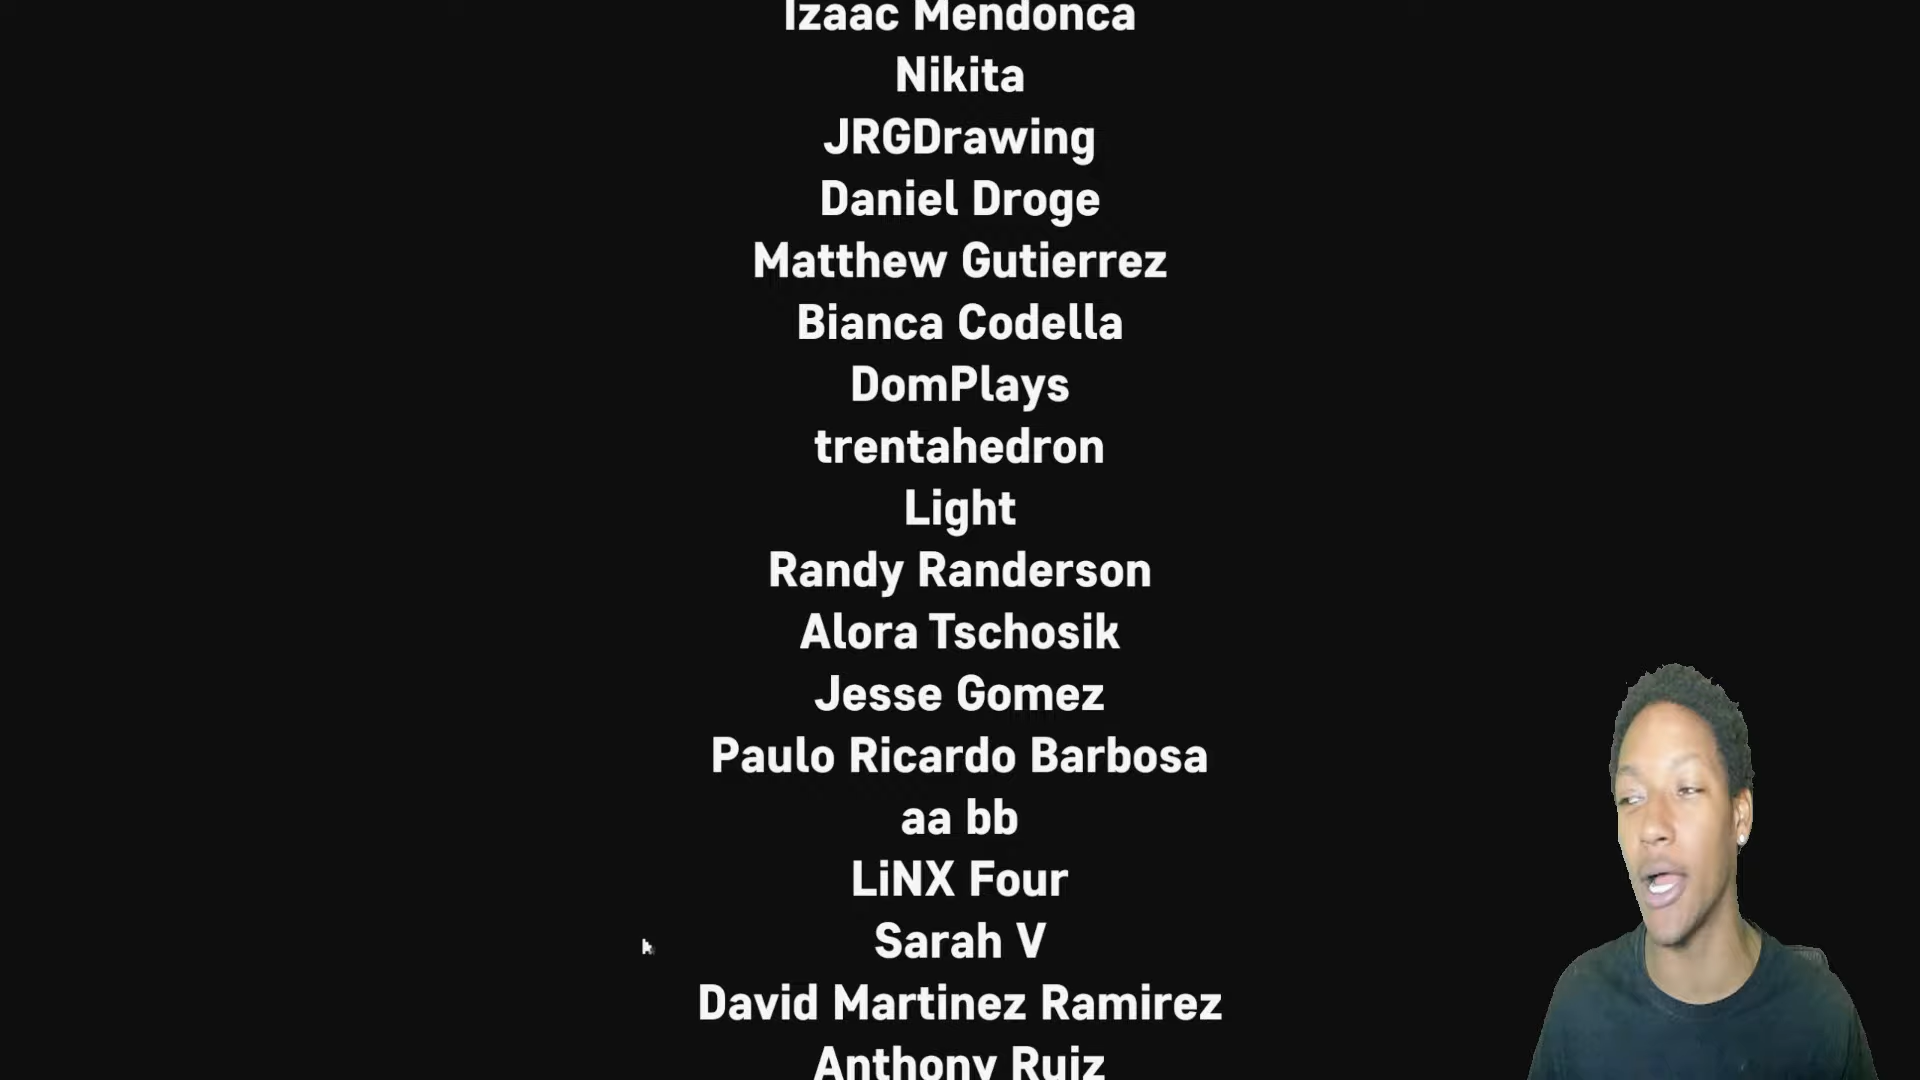 Izaac Mendonca
Nikita
JRGDrawing
Daniel Droge
Matthew Gutierrez
Bianca Codella
DomPlays
trentahedron
Light
Randy Randerson
Alora Tschosik
Jesse Gomez
Paulo Ricardo Barbosa
aa bb
LiNX Four
Sarah V
David Martinez Ramirez
Anthony Ruiz